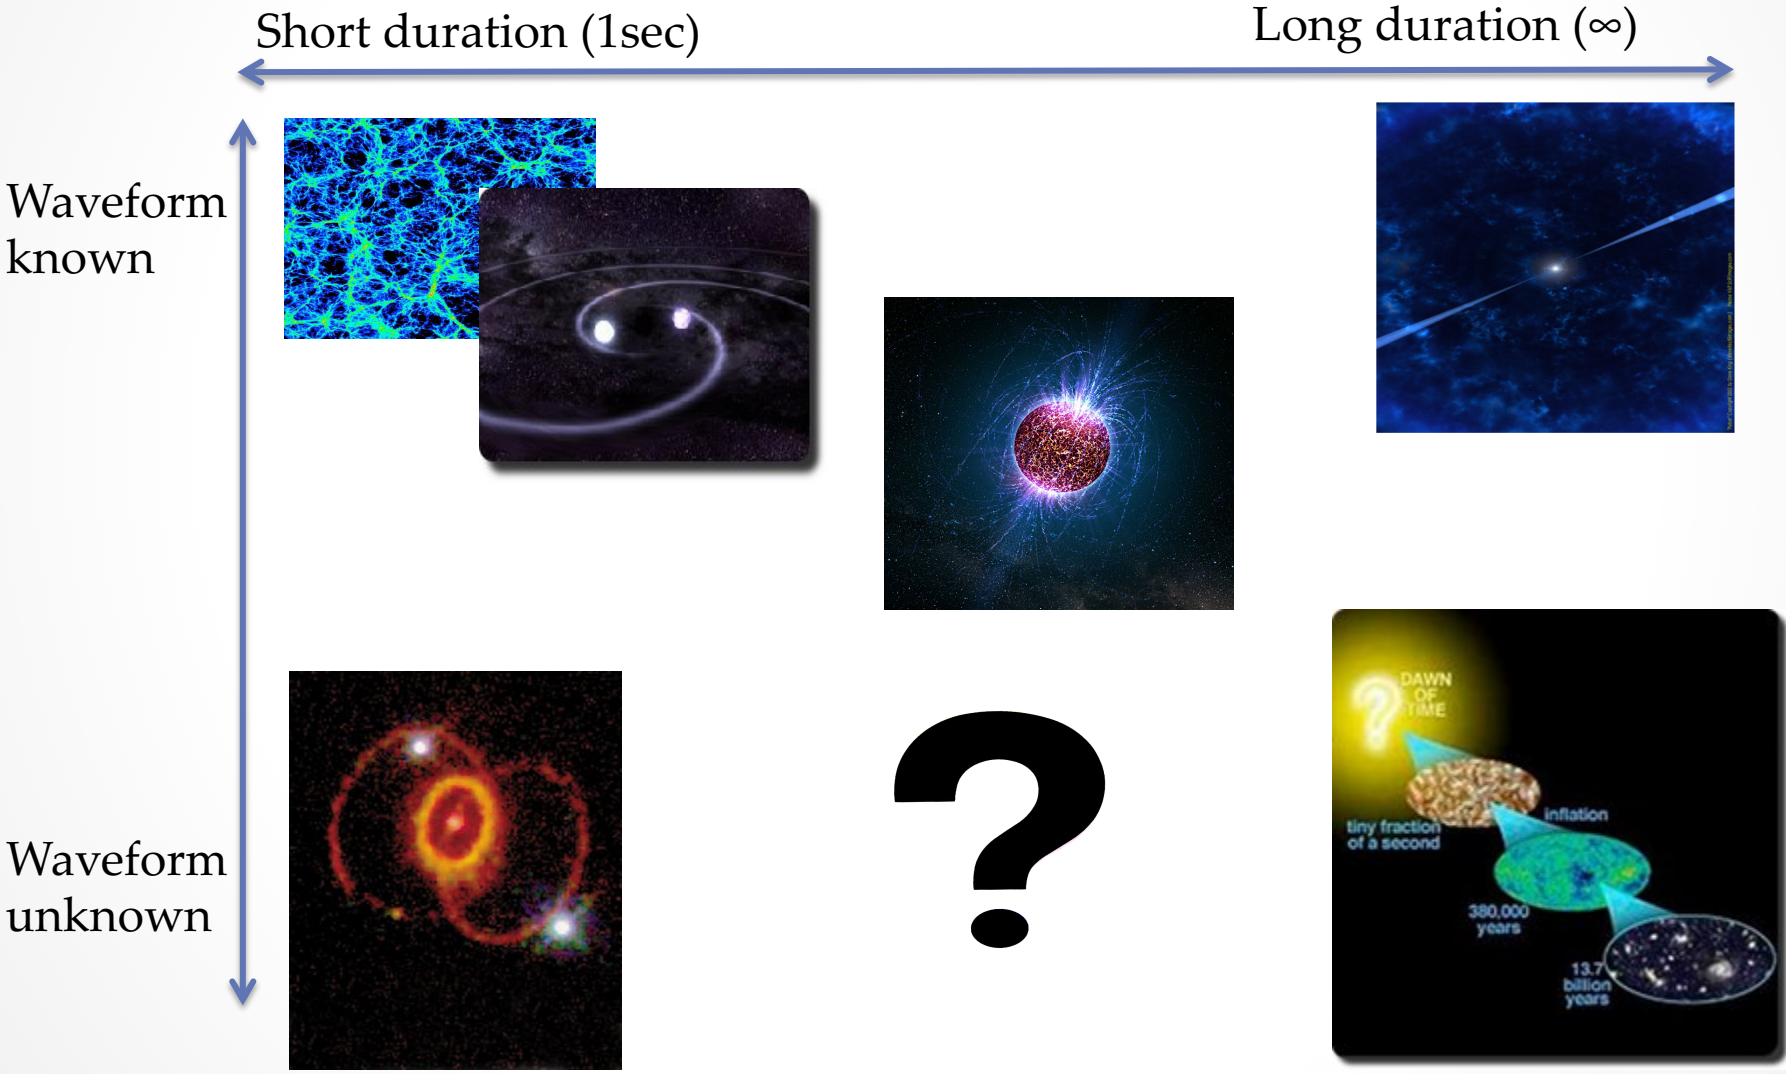 Short duration (1sec)
Long duration (∞)
Waveform
known
Waveform
unknown
?
?
DAWN
OF
TIME
tiny fraction
of a second
inflation
380,000
years
13.7
billion
years